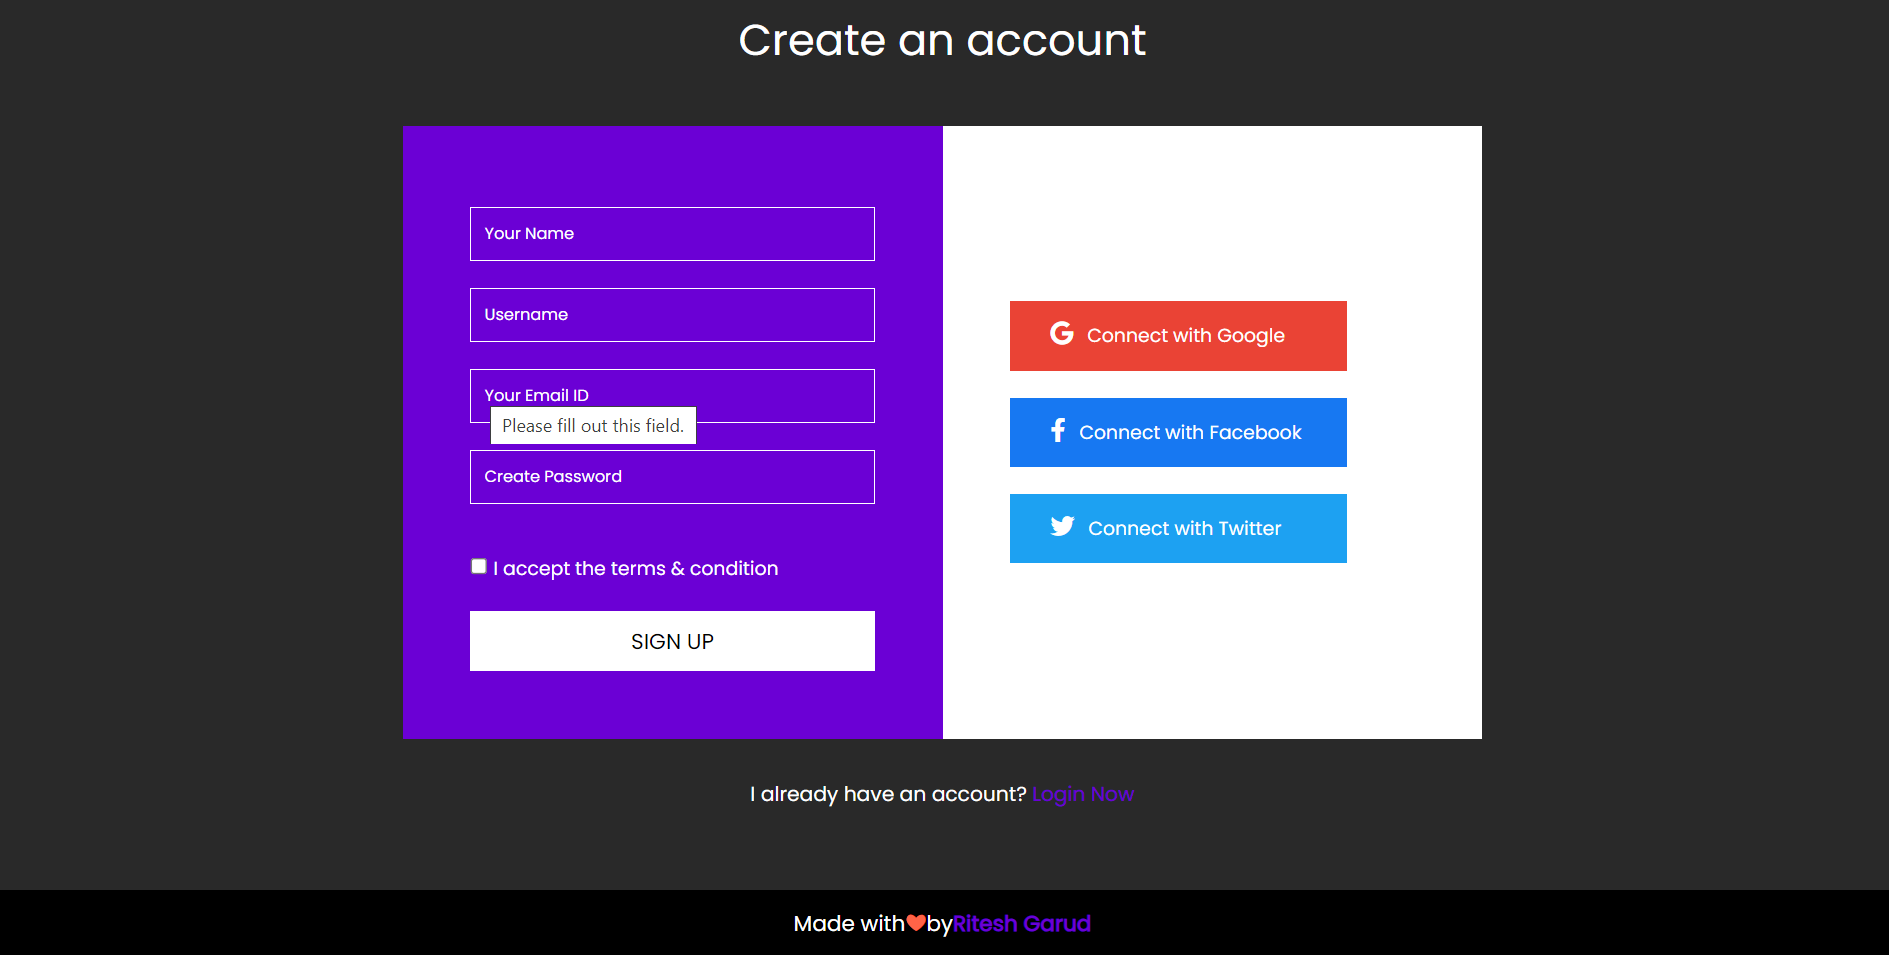 Create an account
Your Name
Username
Your Email ID
Please fill out this field.
Create Password
I accept the terms & condition
SIGN UP
Connect with Google
Connect with Facebook
Connect with Twitter
I already have an account? Login Now
Made with❤byRitesh Garud